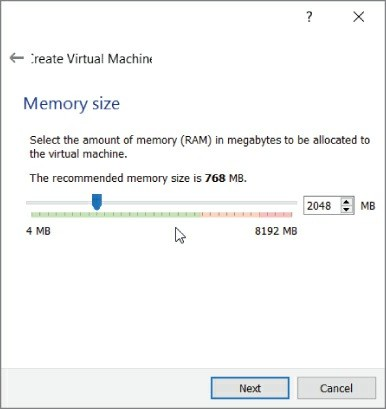 ?
Create Virtual Machine
Memory size
Select the amount of memory (RAM) in megabytes to be allocated to
the virtual machine.
The recommended memory size is 768 MB.
2048 MB
4 MB 8192 MB
Next Cancel